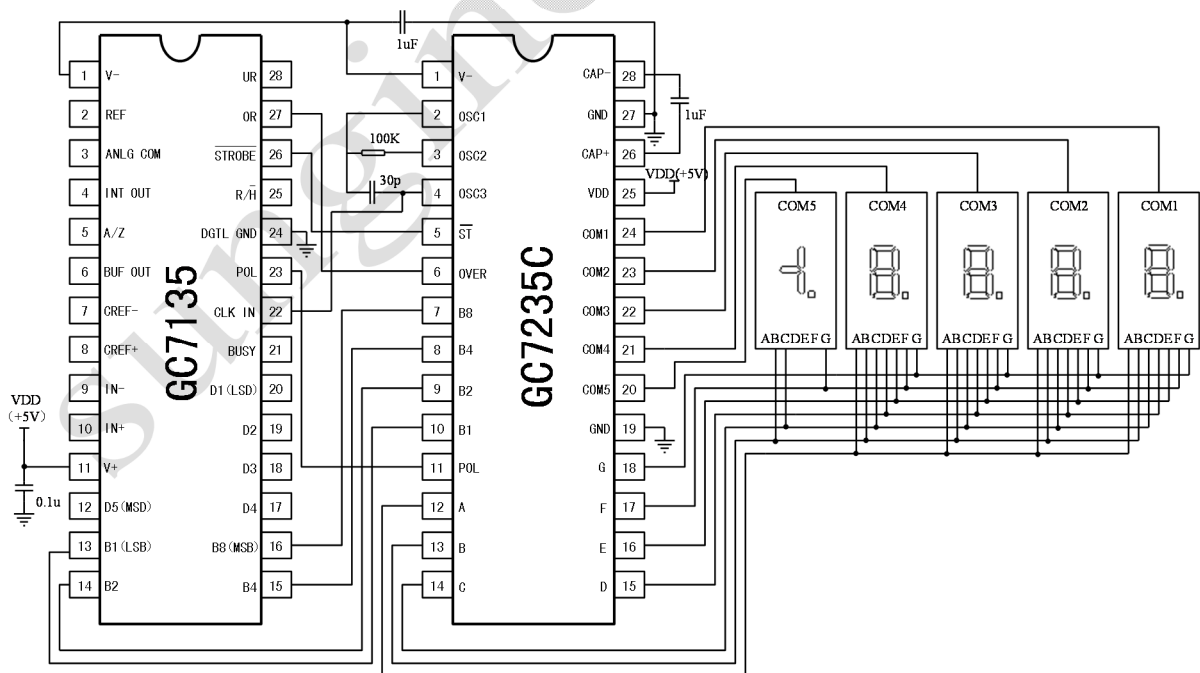 1uF
GC7135
1 V- UR 28
2 REF OR 27
3 ANLG COM STROBE 26
4 INT OUT R/H 25
5 A/Z DGTL GND 24
6 BUF OUT POL 23
7 CREF- CLK IN 22
8 CREF+ BUSY 21
9 IN- D1(LSD) 20
10 IN+ D2 19
11 V+ D3 18
12 D5(MSD) D4 17
13 B1(LSB) B8(MSB) 16
14 B2 B4 15
VDD
(+5V)
0.1u
100K
30p
GC7235C
1 V- CAP- 28
2 OSC1 GND 27
3 OSC2 CAP+ 26
4 OSC3 VDD 25
5 ST COM1 24
6 OVER COM2 23
7 B8 COM3 22
8 B4 COM4 21
9 B2 COM5 20
10 B1 GND 19
11 POL G 18
12 A F 17
13 B E 16
14 C D 15
1uF
VDD(+5V)
COM5 COM4 COM3 COM2 COM1
ABCDEF G ABCDEFG ABCDEFG ABCDEFG ABCDEFG